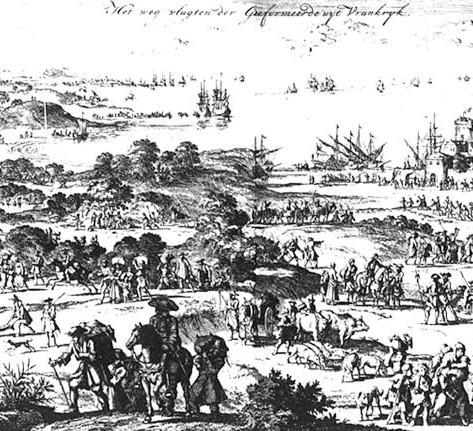 Het weg vlugten der Gereformeerde uyt Vrankryk.